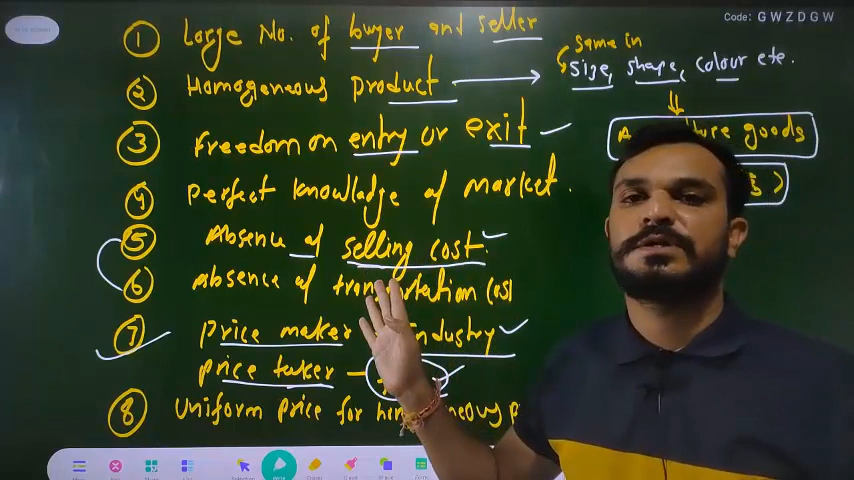 Code: G W Z D G W
① Large No. of buyer and seller
same in
② Homogeneous product → size, shape, colour etc.
③ Freedom on entry or exit
goods
④ Perfect knowledge of market.
⑤ Absence of selling cost.
⑥ Absence of transportation cost
⑦ price maker industry
price taker –
⑧ Uniform price for